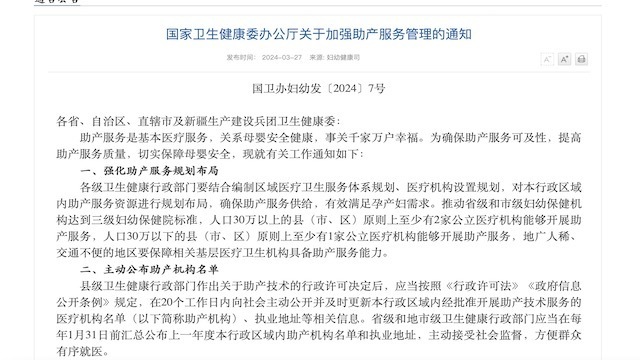 国家卫生健康委办公厅关于加强助产服务管理的通知
发布时间： 2024-03-27 来源: 妇幼健康司
A- A+
国卫办妇幼发〔2024〕7号
各省、自治区、直辖市及新疆生产建设兵团卫生健康委：
助产服务是基本医疗服务，关系母婴安全健康，事关千家万户幸福。为确保助产服务可及性，提高
助产服务质量，切实保障母婴安全，现就有关工作通知如下：
一、强化助产服务规划布局
各级卫生健康行政部门要结合编制区域医疗卫生服务体系规划、医疗机构设置规划，对本行政区域
内助产服务资源进行规划布局，确保助产服务供给，有效满足孕产妇需求。推动省级和市级妇幼保健机
构达到三级妇幼保健院标准，人口30万以上的县（市、区）原则上至少有2家公立医疗机构能够开展助
产服务，人口30万以下的县（市、区）原则上至少有1家公立医疗机构能够开展助产服务，地广人稀、
交通不便的地区要保障相关基层医疗卫生机构具备助产服务能力。
二、主动公布助产机构名单
县级卫生健康行政部门作出关于助产技术的行政许可决定后，应当按照《行政许可法》《政府信息
公开条例》规定，在20个工作日内向社会主动公开并及时更新本行政区域内经批准开展助产技术服务的
医疗机构名单（以下简称助产机构）、执业地址等相关信息。省级和地市级卫生健康行政部门应当在每
年1月31日前汇总公布上一年度本行政区域内助产机构名单和执业地址，主动接受社会监督，方便群众
有序就医。